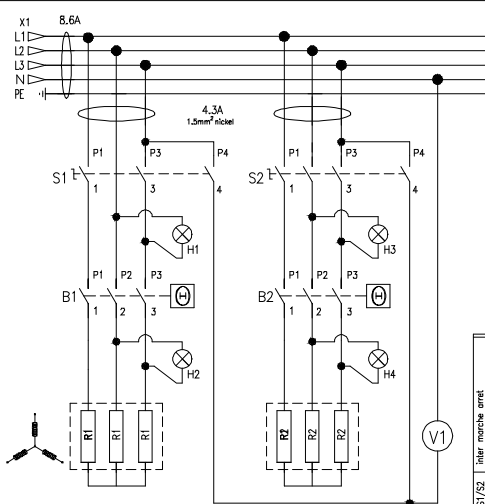 X1 8.6A
L1
L2
L3
N
PE
4.3A
1.5mm² nickel
P1 P3 P4 P1 P3 P4
S1 1 3 4 S2 1 3 4
H1 H3
P1 P2 P3 P1 P2 P3
B1 1 2 3 B2 1 2 3
H2 H4
R1 R1 R1 R2 R2 R2
V1
S1/S2 inter marche arret